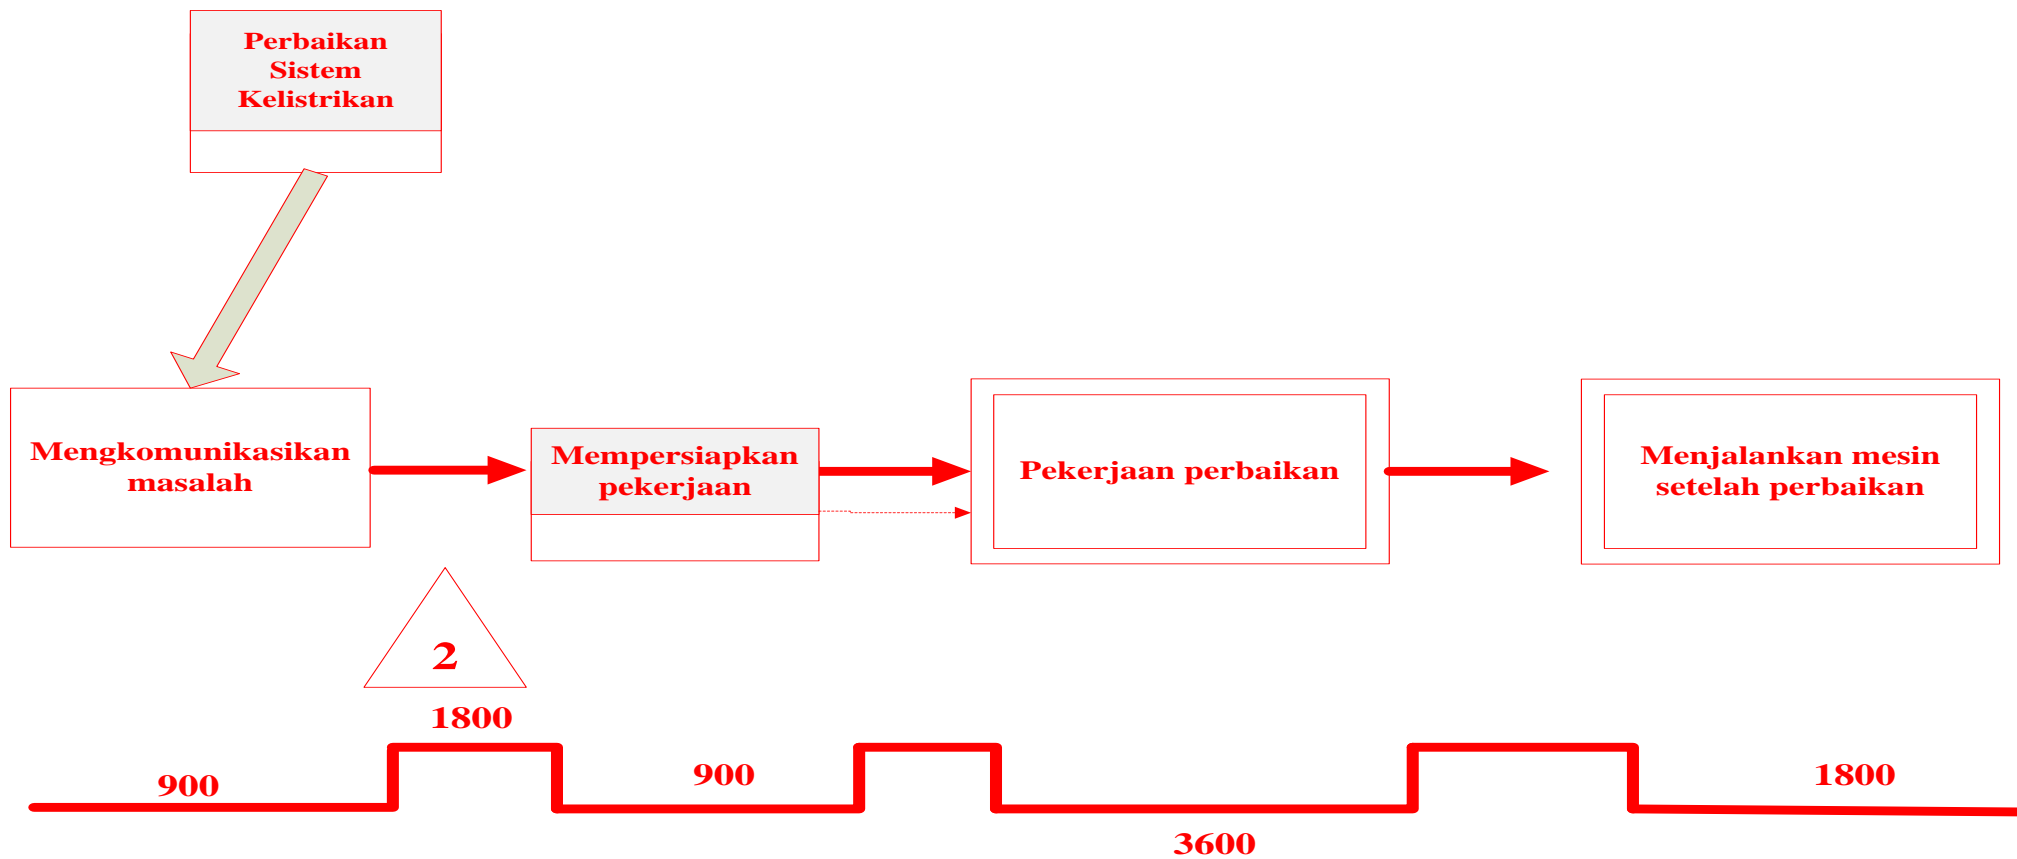 Perbaikan
Sistem
Kelistrikan
Mengkomunikasikan
masalah
Mempersiapkan
pekerjaan
Pekerjaan perbaikan
Menjalankan mesin
setelah perbaikan
2
1800
900
900
1800
3600